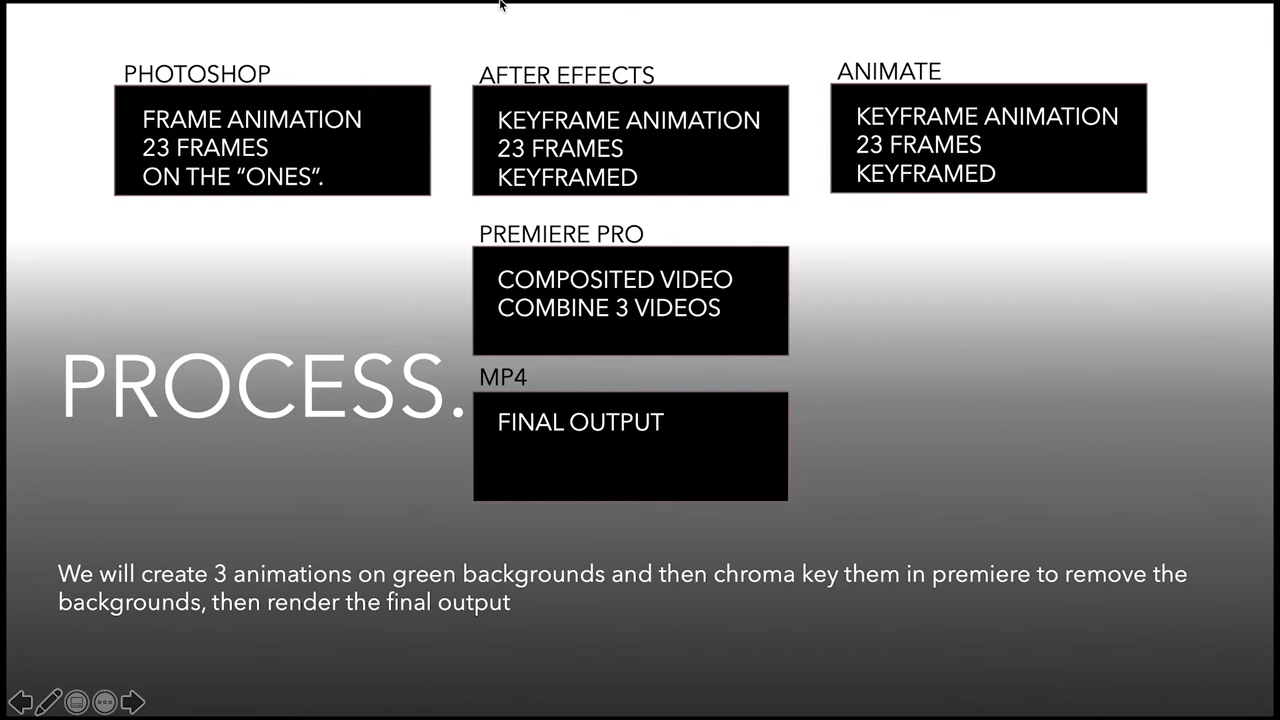 PHOTOSHOP
FRAME ANIMATION
23 FRAMES
ON THE “ONES”.
AFTER EFFECTS
KEYFRAME ANIMATION
23 FRAMES
KEYFRAMED
ANIMATE
KEYFRAME ANIMATION
23 FRAMES
KEYFRAMED
PREMIERE PRO
COMPOSITED VIDEO
COMBINE 3 VIDEOS
PROCESS.
MP4
FINAL OUTPUT
We will create 3 animations on green backgrounds and then chroma key them in premiere to remove the
backgrounds, then render the final output